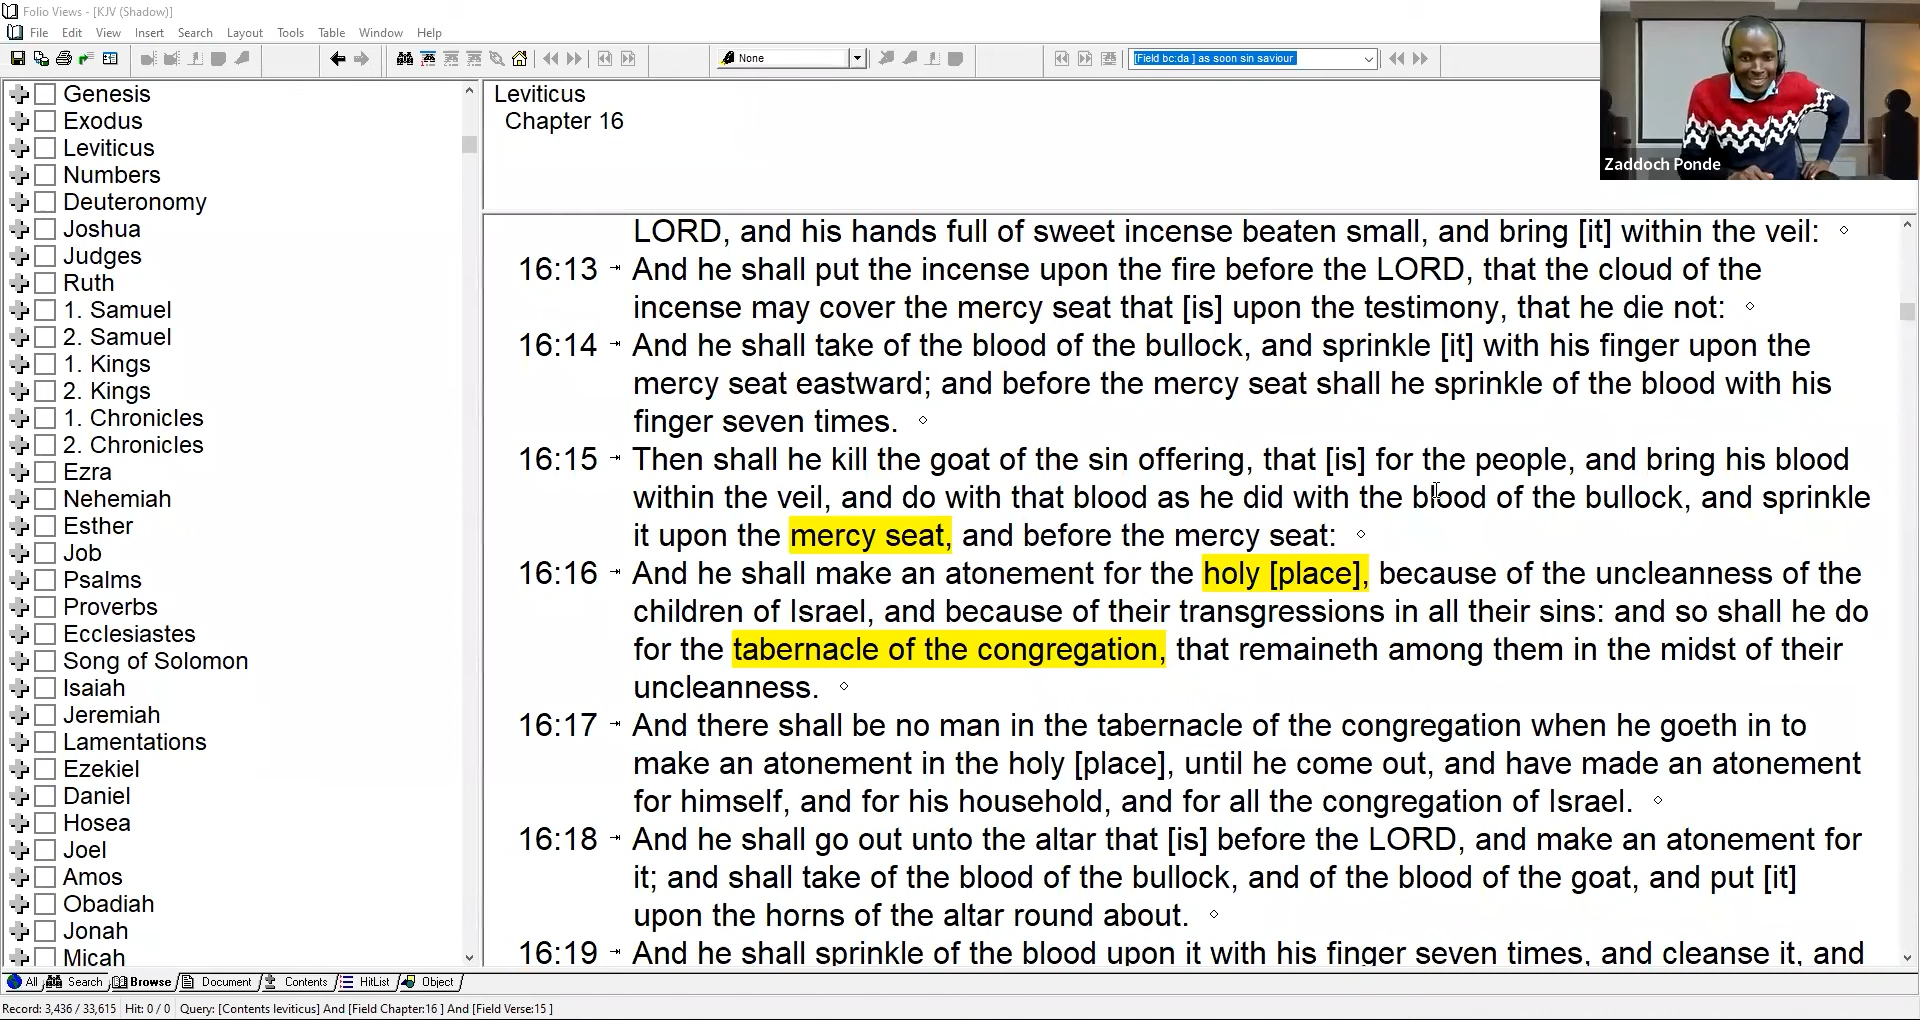 Folio Views - [KJV (Shadow)]
File Edit View Insert Search Layout Tools Table Window Help
None
[Field bc:da ] as soon sin saviour
Genesis
Exodus
Leviticus
Numbers
Deuteronomy
Joshua
Judges
Ruth
1. Samuel
2. Samuel
1. Kings
2. Kings
1. Chronicles
2. Chronicles
Ezra
Nehemiah
Esther
Job
Psalms
Proverbs
Ecclesiastes
Song of Solomon
Isaiah
Jeremiah
Lamentations
Ezekiel
Daniel
Hosea
Joel
Amos
Obadiah
Jonah
Micah
Leviticus
Chapter 16
Zaddoch Ponde
LORD, and his hands full of sweet incense beaten small, and bring [it] within the veil:
16:13 And he shall put the incense upon the fire before the LORD, that the cloud of the
incense may cover the mercy seat that [is] upon the testimony, that he die not:
16:14 And he shall take of the blood of the bullock, and sprinkle [it] with his finger upon the
mercy seat eastward; and before the mercy seat shall he sprinkle of the blood with his
finger seven times.
16:15 Then shall he kill the goat of the sin offering, that [is] for the people, and bring his blood
within the veil, and do with that blood as he did with the blood of the bullock, and sprinkle
it upon the mercy seat, and before the mercy seat:
16:16 And he shall make an atonement for the holy [place], because of the uncleanness of the
children of Israel, and because of their transgressions in all their sins: and so shall he do
for the tabernacle of the congregation, that remaineth among them in the midst of their
uncleanness.
16:17 And there shall be no man in the tabernacle of the congregation when he goeth in to
make an atonement in the holy [place], until he come out, and have made an atonement
for himself, and for his household, and for all the congregation of Israel.
16:18 And he shall go out unto the altar that [is] before the LORD, and make an atonement for
it; and shall take of the blood of the bullock, and of the blood of the goat, and put [it]
upon the horns of the altar round about.
16:19 And he shall sprinkle of the blood upon it with his finger seven times, and cleanse it, and
All Search Browse Document Contents HitList Object
Record: 3,436 / 33,615 Hit: 0 / 0 Query: [Contents leviticus] And [Field Chapter:16 ] And [Field Verse:15 ]